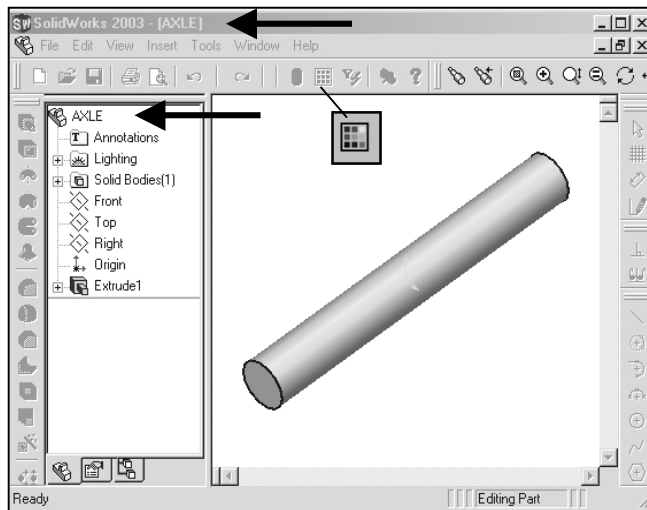 SolidWorks 2003 - [AXLE]
File Edit View Insert Tools Window Help
AXLE
Annotations
Lighting
Solid Bodies(1)
Front
Top
Right
Origin
Extrude1
Ready
Editing Part